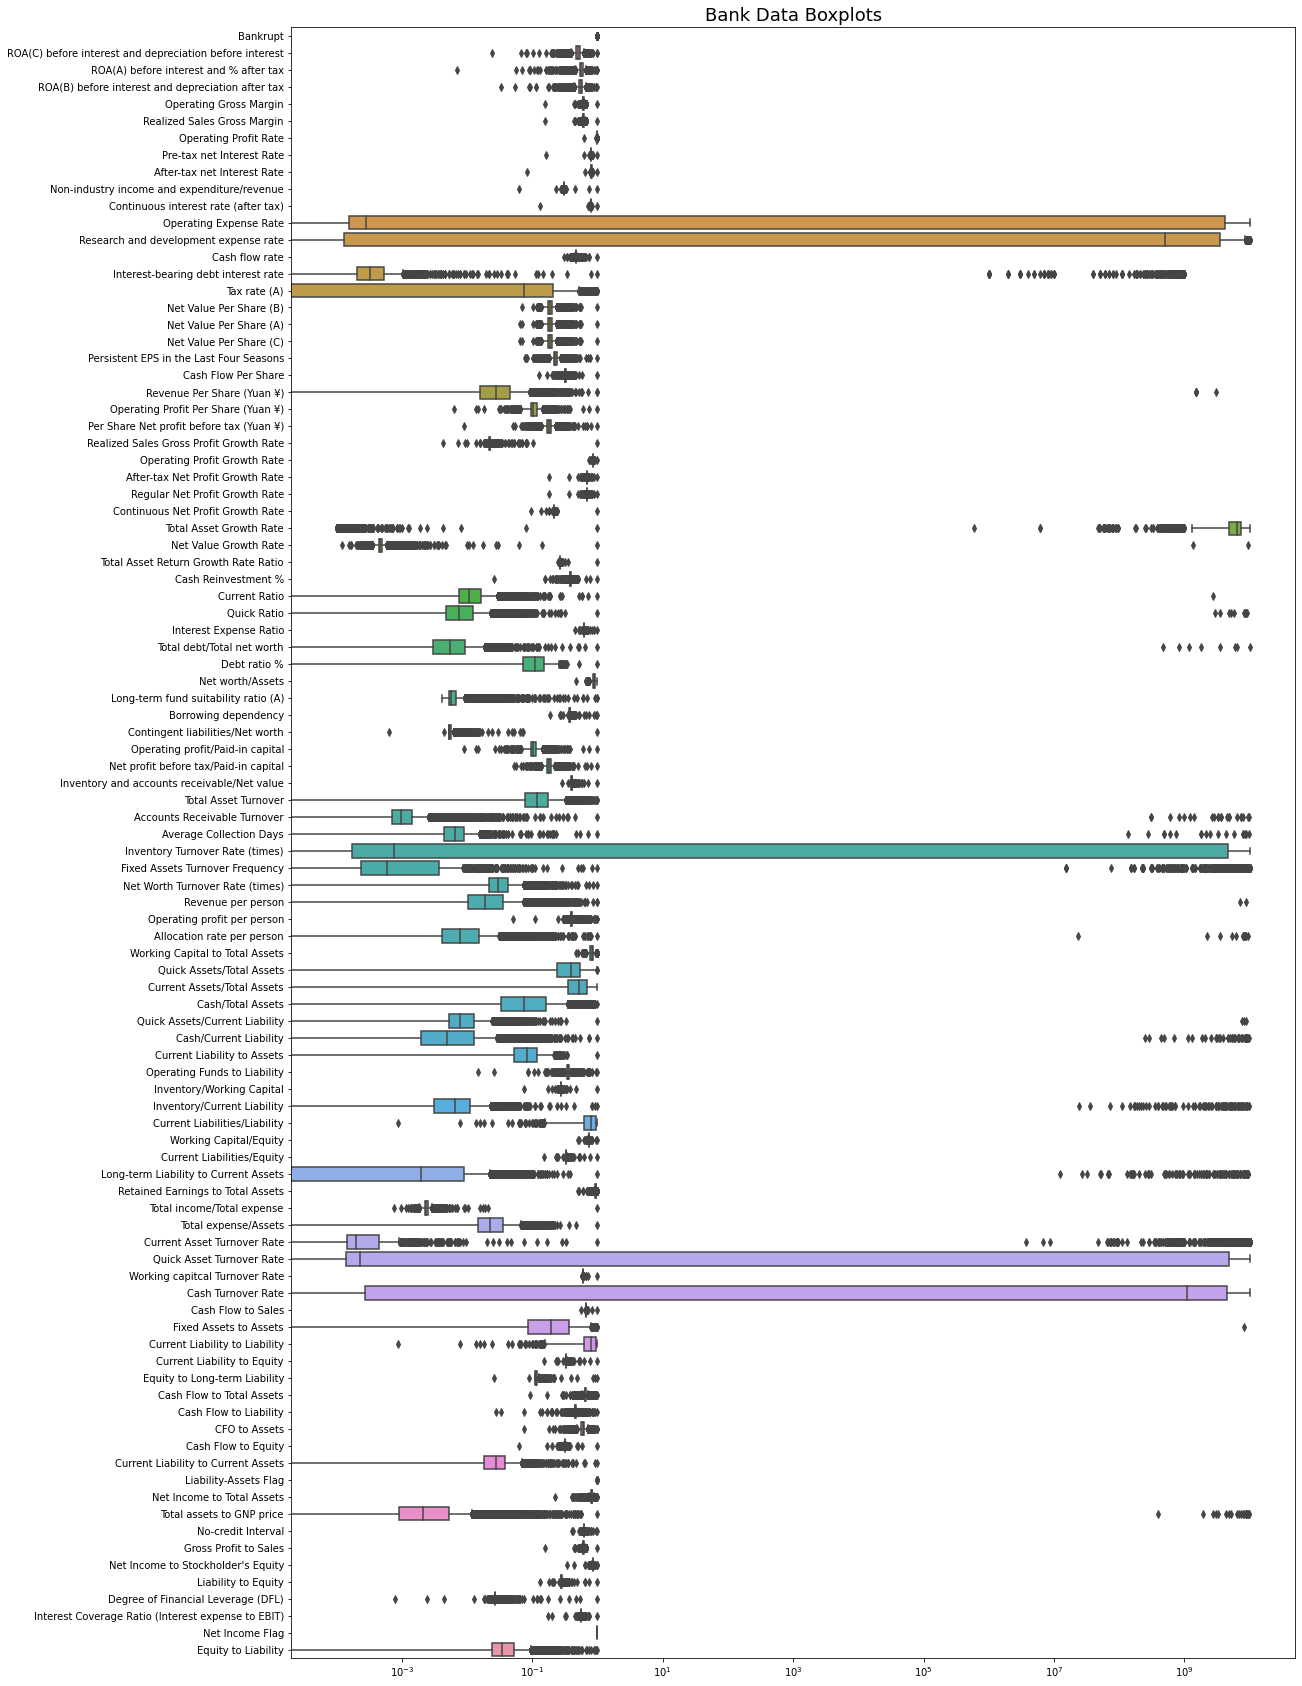 Bank Data Boxplots
Bankrupt
ROA(C) before interest and depreciation before interest
ROA(A) before interest and % after tax
ROA(B) before interest and depreciation after tax
Operating Gross Margin
Realized Sales Gross Margin
Operating Profit Rate
Pre-tax net Interest Rate
After-tax net Interest Rate
Non-industry income and expenditure/revenue
Continuous interest rate (after tax)
Operating Expense Rate
Research and development expense rate
Cash flow rate
Interest-bearing debt interest rate
Tax rate (A)
Net Value Per Share (B)
Net Value Per Share (A)
Net Value Per Share (C)
Persistent EPS in the Last Four Seasons
Cash Flow Per Share
Revenue Per Share (Yuan ¥)
Operating Profit Per Share (Yuan ¥)
Per Share Net profit before tax (Yuan ¥)
Realized Sales Gross Profit Growth Rate
Operating Profit Growth Rate
After-tax Net Profit Growth Rate
Regular Net Profit Growth Rate
Continuous Net Profit Growth Rate
Total Asset Growth Rate
Net Value Growth Rate
Total Asset Return Growth Rate Ratio
Cash Reinvestment %
Current Ratio
Quick Ratio
Interest Expense Ratio
Total debt/Total net worth
Debt ratio %
Net worth/Assets
Long-term fund suitability ratio (A)
Borrowing dependency
Contingent liabilities/Net worth
Operating profit/Paid-in capital
Net profit before tax/Paid-in capital
Inventory and accounts receivable/Net value
Total Asset Turnover
Accounts Receivable Turnover
Average Collection Days
Inventory Turnover Rate (times)
Fixed Assets Turnover Frequency
Net Worth Turnover Rate (times)
Revenue per person
Operating profit per person
Allocation rate per person
Working Capital to Total Assets
Quick Assets/Total Assets
Current Assets/Total Assets
Cash/Total Assets
Quick Assets/Current Liability
Cash/Current Liability
Current Liability to Assets
Operating Funds to Liability
Inventory/Working Capital
Inventory/Current Liability
Current Liabilities/Liability
Working Capital/Equity
Current Liabilities/Equity
Long-term Liability to Current Assets
Retained Earnings to Total Assets
Total income/Total expense
Total expense/Assets
Current Asset Turnover Rate
Quick Asset Turnover Rate
Working capitcal Turnover Rate
Cash Turnover Rate
Cash Flow to Sales
Fixed Assets to Assets
Current Liability to Liability
Current Liability to Equity
Equity to Long-term Liability
Cash Flow to Total Assets
Cash Flow to Liability
CFO to Assets
Cash Flow to Equity
Current Liability to Current Assets
Liability-Assets Flag
Net Income to Total Assets
Total assets to GNP price
No-credit Interval
Gross Profit to Sales
Net Income to Stockholder's Equity
Liability to Equity
Degree of Financial Leverage (DFL)
Interest Coverage Ratio (Interest expense to EBIT)
Net Income Flag
Equity to Liability
10⁻³ 10⁻¹ 10¹ 10³ 10⁵ 10⁷ 10⁹